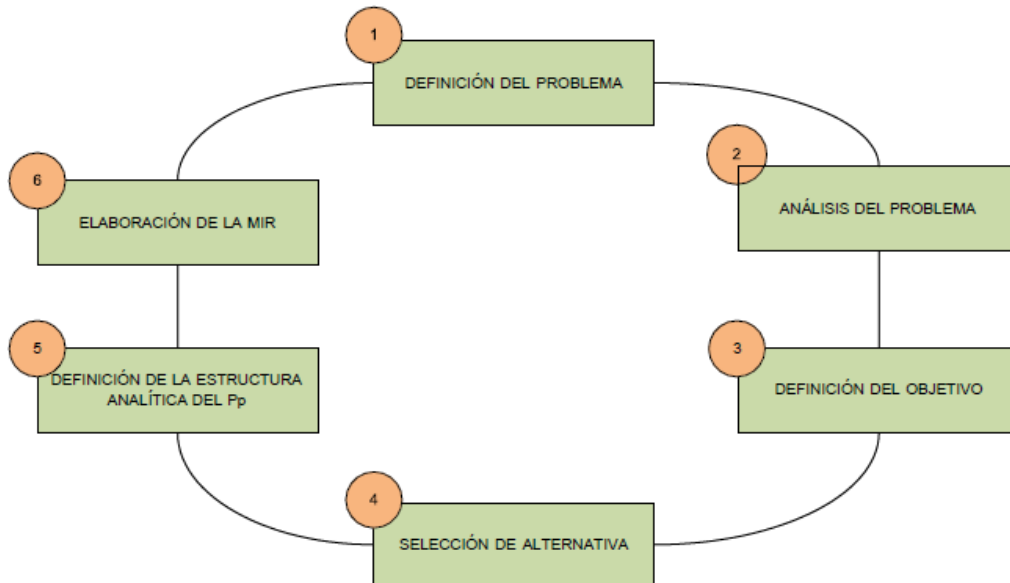 1
DEFINICIÓN DEL PROBLEMA
2
ANÁLISIS DEL PROBLEMA
3
DEFINICIÓN DEL OBJETIVO
4
SELECCIÓN DE ALTERNATIVA
5
DEFINICIÓN DE LA ESTRUCTURA
ANALÍTICA DEL Pp
6
ELABORACIÓN DE LA MIR